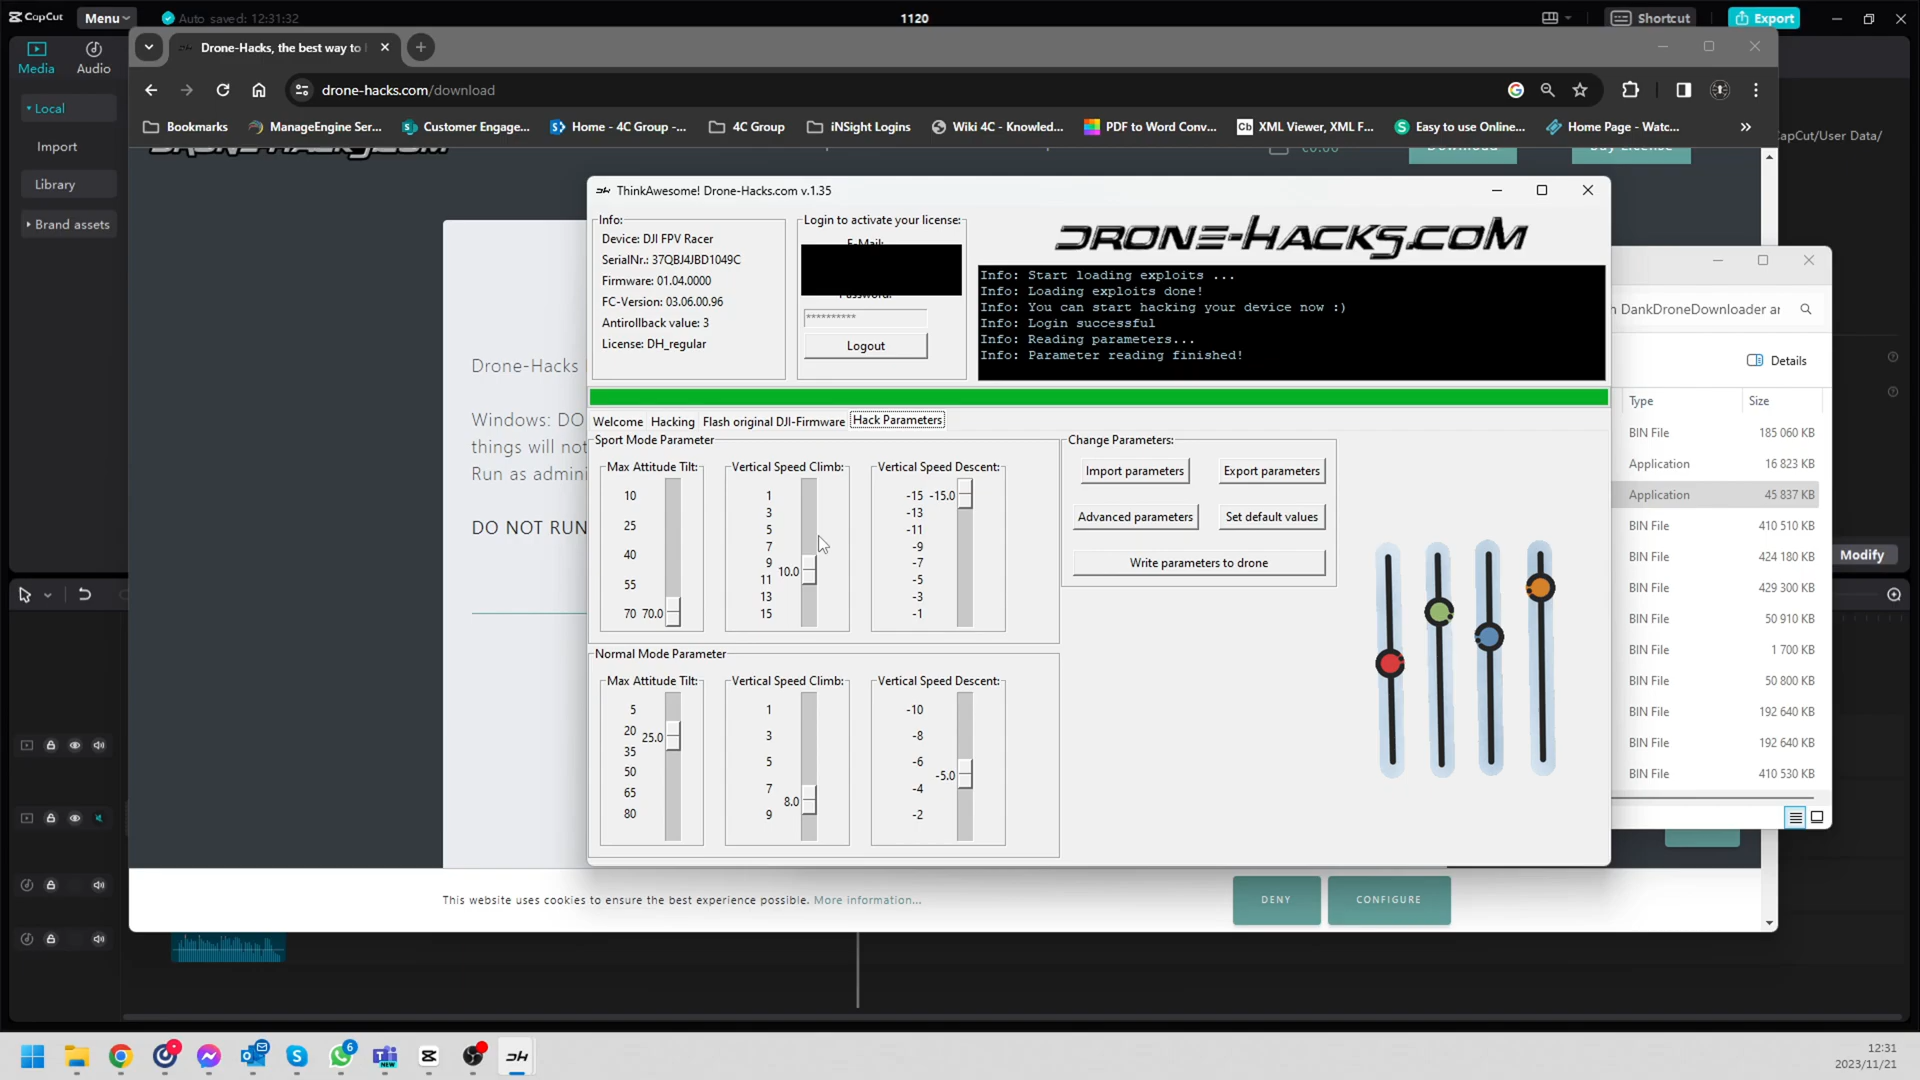 CapCut
Menu
Auto saved: 12:31:32
1120
Shortcut
Export
Media
Audio
Drone-Hacks, the best way to
drone-hacks.com/download
Bookmarks
ManageEngine Ser...
Customer Engage...
Home - 4C Group -...
4C Group
iNSight Logins
Wiki 4C - Knowled...
PDF to Word Conv...
XML Viewer, XML F...
Easy to use Online...
Home Page - Watc...
Local
Import
Library
Brand assets
CapCut/User Data/
DRONE-HACKS.COM
€0.00
Download
Buy License
ThinkAwesome! Drone-Hacks.com v.1.35
Info:
Device: DJI FPV Racer
SerialNr.: 37QBJ4JBD1049C
Firmware: 01.04.0000
FC-Version: 03.06.00.96
Antirollback value: 3
License: DH_regular
Login to activate your license:
E-Mail:
Password:
**********
Logout
DRONE-HACKS.COM
Info: Start loading exploits ...
Info: Loading exploits done!
Info: You can start hacking your device now :)
Info: Login successful
Info: Reading parameters...
Info: Parameter reading finished!
Welcome
Hacking
Flash original DJI-Firmware
Hack Parameters
Sport Mode Parameter
Max Attitude Tilt:
10
25
40
55
70 70.0
Vertical Speed Climb:
1
3
5
7
9
10.0
11
13
15
Vertical Speed Descent:
-15 -15.0
-13
-11
-9
-7
-5
-3
-1
Normal Mode Parameter
Max Attitude Tilt:
5
20
25.0
35
50
65
80
Vertical Speed Climb:
1
3
5
7
8.0
9
Vertical Speed Descent:
-10
-8
-6
-5.0
-4
-2
Change Parameters:
Import parameters
Export parameters
Advanced parameters
Set default values
Write parameters to drone
Drone-Hacks
Windows: DO
things will not
Run as admini
DO NOT RUN
h DankDroneDownloader ar
Details
Type
Size
BIN File
185 060 KB
Application
16 823 KB
Application
45 837 KB
BIN File
410 510 KB
BIN File
424 180 KB
BIN File
429 300 KB
BIN File
50 910 KB
BIN File
1 700 KB
BIN File
50 800 KB
BIN File
192 640 KB
BIN File
192 640 KB
BIN File
410 530 KB
Modify
This website uses cookies to ensure the best experience possible. More information...
DENY
CONFIGURE
6
NEW
12:31
2023/11/21